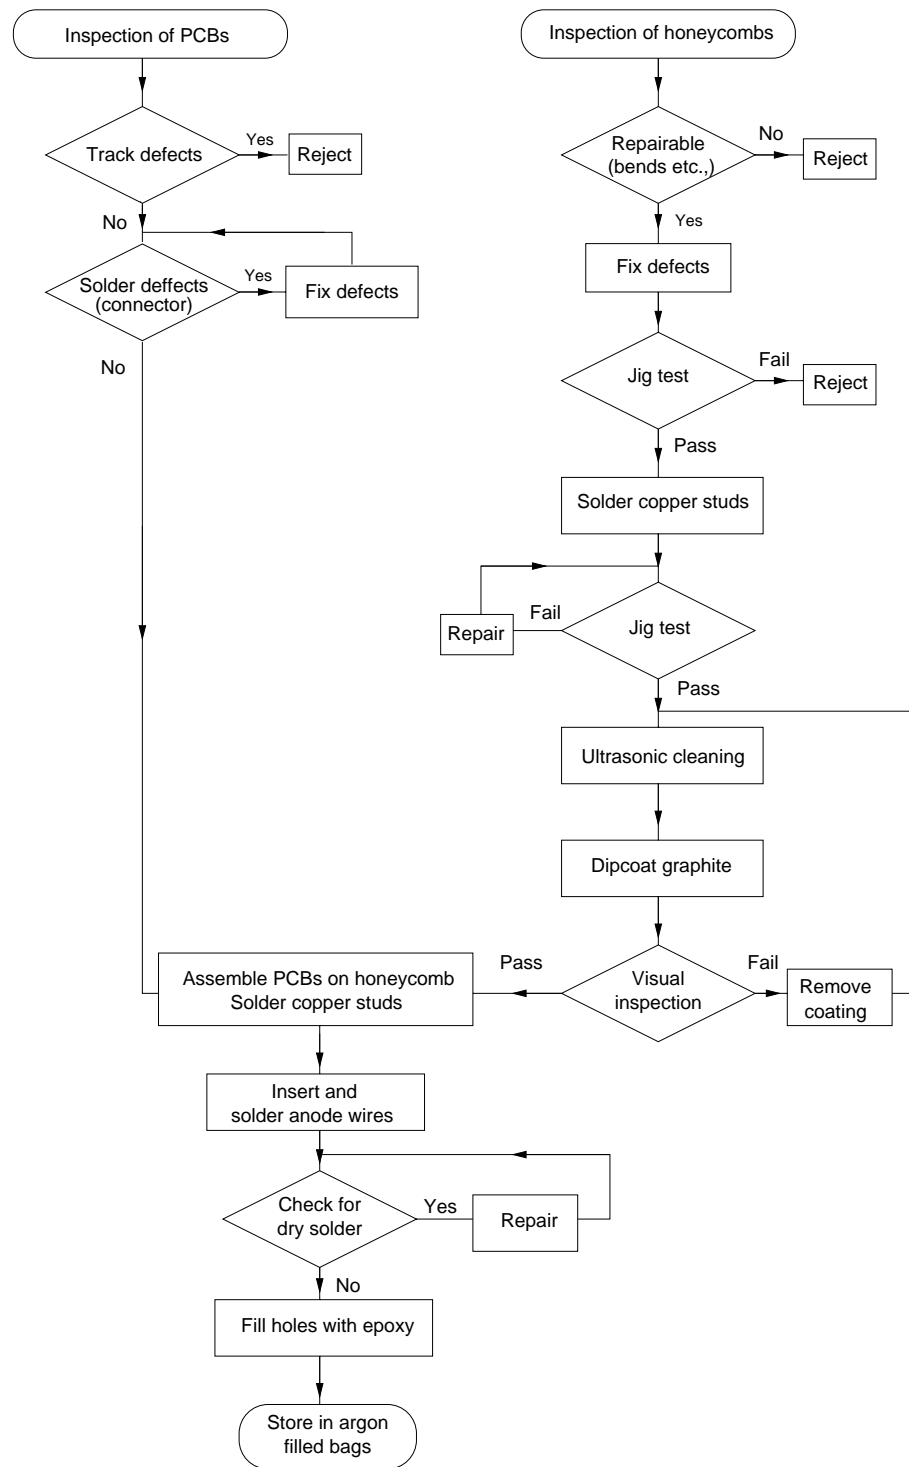 Inspection of PCBs
Track defects
Yes
Reject
No
Solder deffects
(connector)
Yes
Fix defects
No
Inspection of honeycombs
Repairable
(bends etc.,)
No
Reject
Yes
Fix defects
Jig test
Fail
Reject
Pass
Solder copper studs
Jig test
Fail
Repair
Pass
Ultrasonic cleaning
Dipcoat graphite
Visual
inspection
Fail
Remove
coating
Pass
Assemble PCBs on honeycomb
Solder copper studs
Insert and
solder anode wires
Check for
dry solder
Yes
Repair
No
Fill holes with epoxy
Store in argon
filled bags